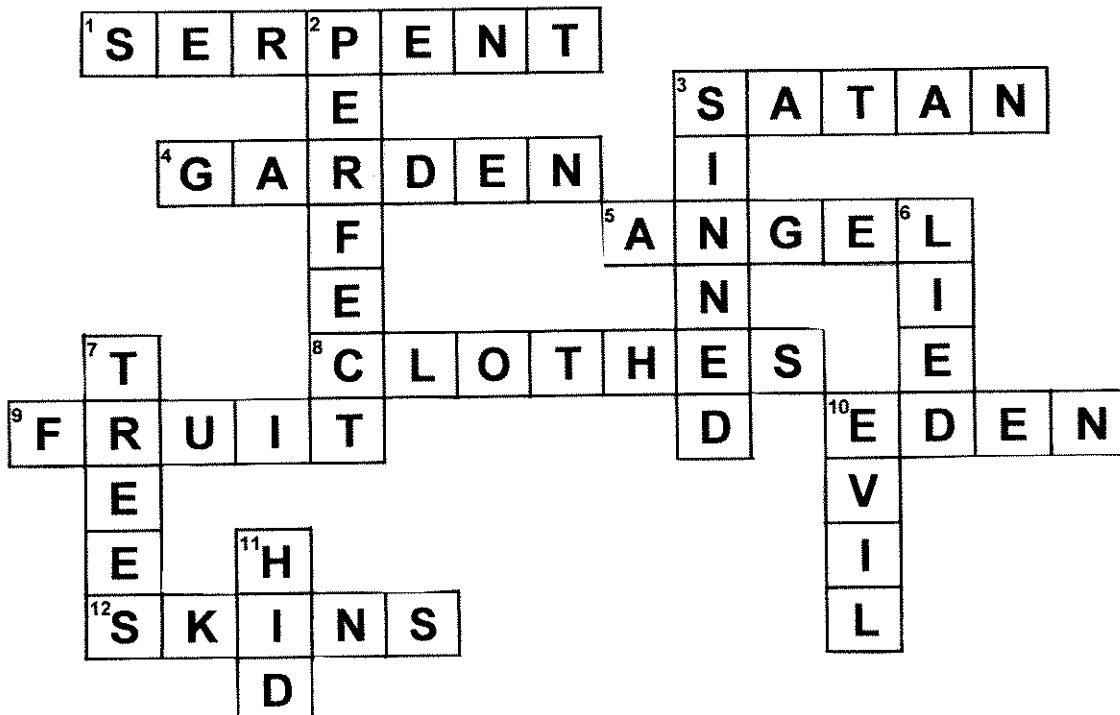 1 S E R 2 P E N T
E 3 S A T A N
4 G A R D E N I
F 5 A N G E 6 L
E N I
7 T 8 C L O T H E S E
9 F R U I T D 10 E D E N
E V
E 11 H I
12 S K I N S L
D